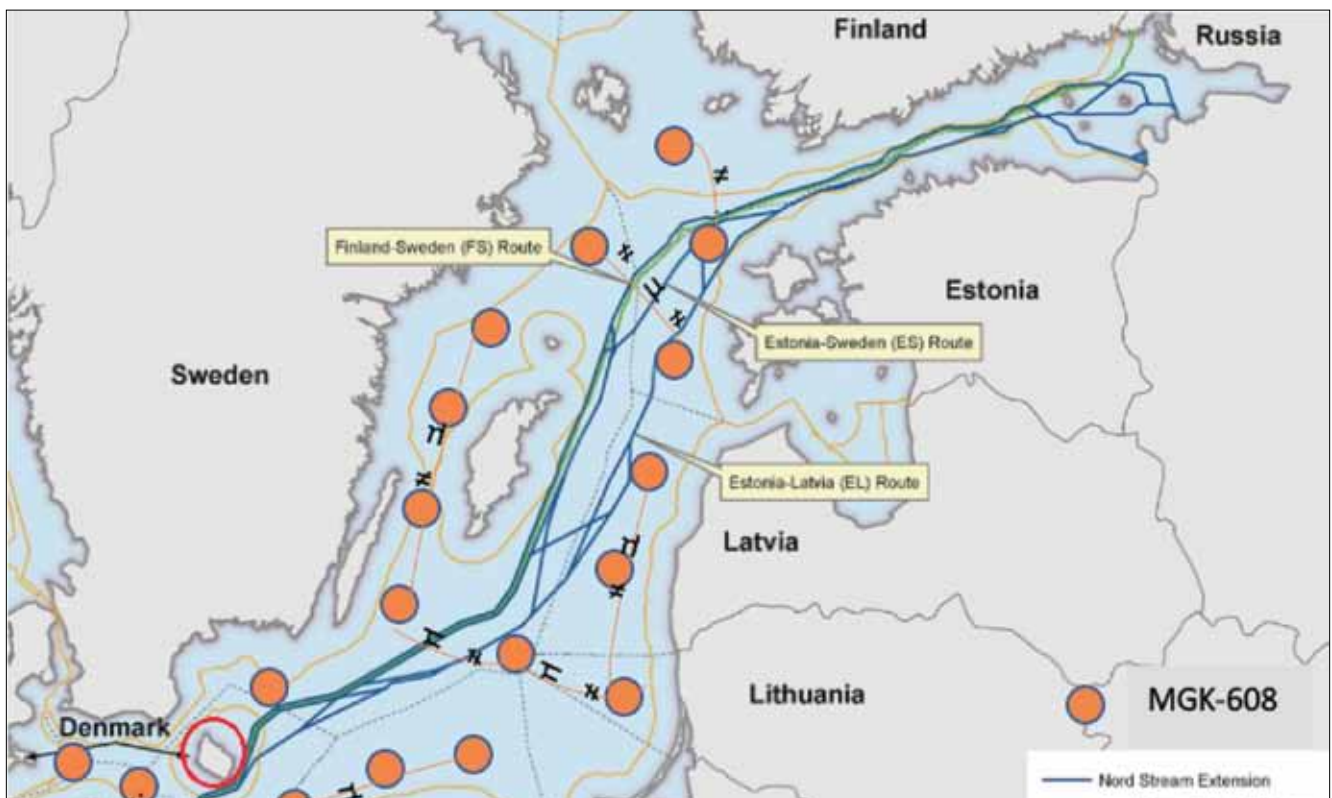 Finland
Russia
Finland-Sweden (FS) Route
Estonia
Estonia-Sweden (ES) Route
Sweden
Estonia-Latvia (EL) Route
Latvia
Lithuania
MGK-608
Denmark
Nord Stream Extension